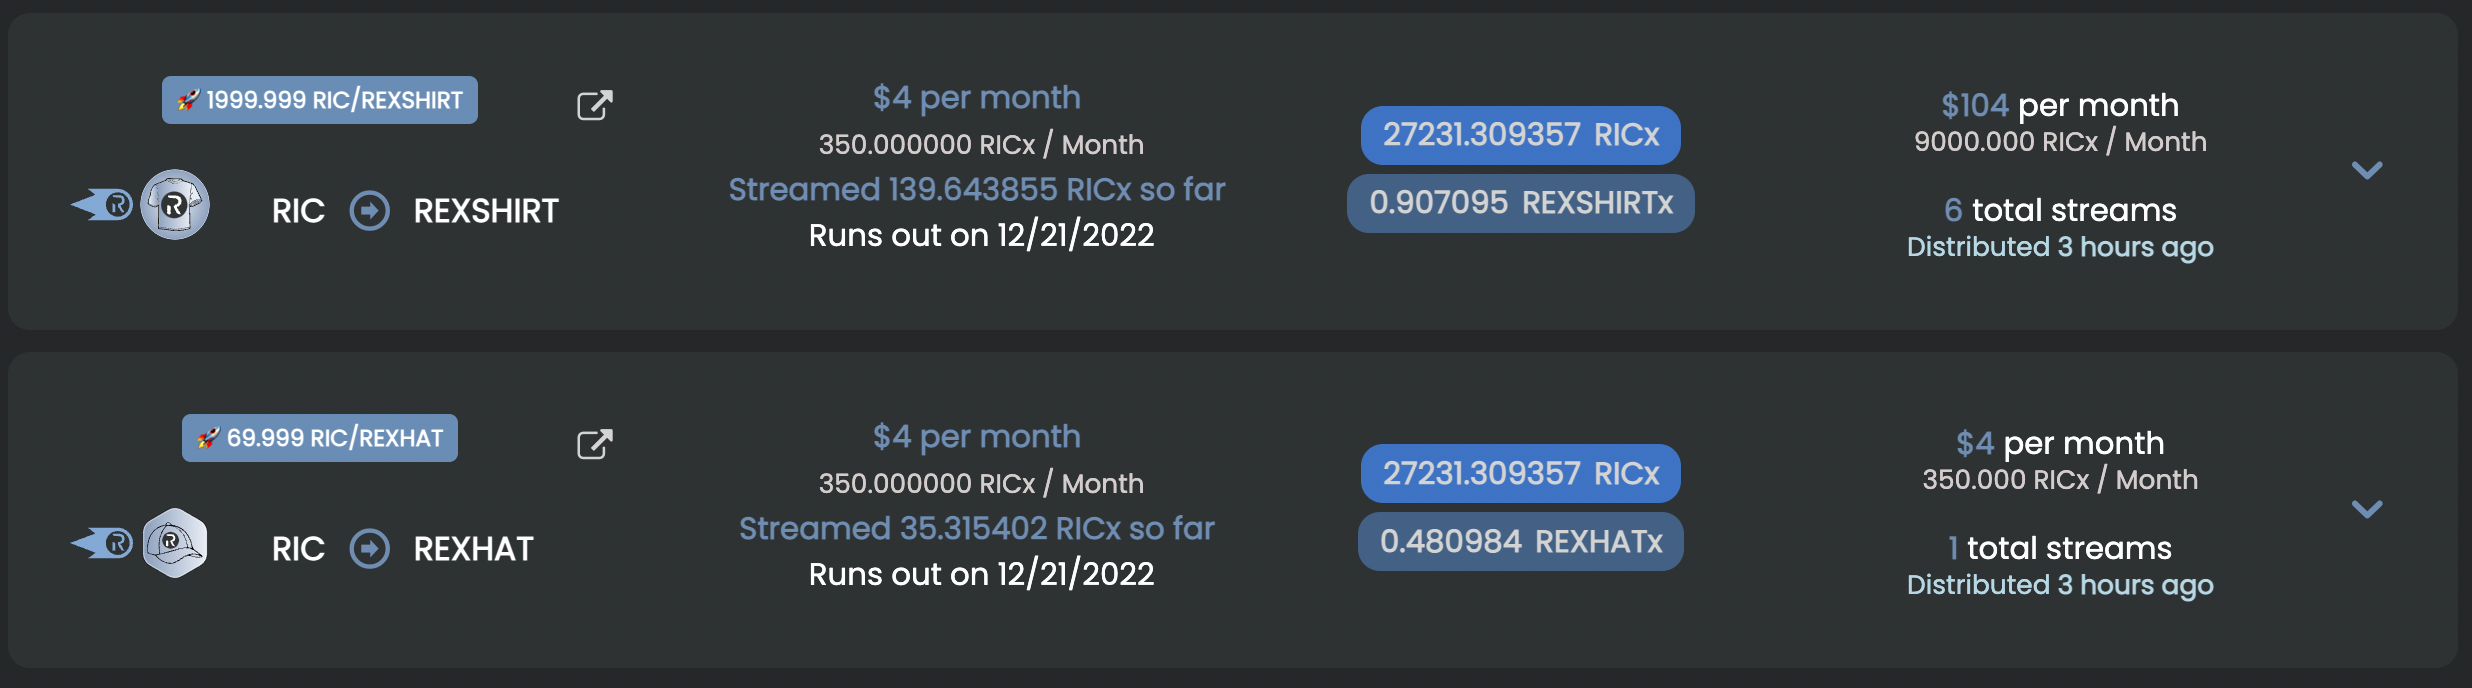 🚀 1999.999 RIC/REXSHIRT
RIC REXSHIRT
$4 per month
350.000000 RICx / Month
Streamed 139.643855 RICx so far
Runs out on 12/21/2022
27231.309357 RICx
0.907095 REXSHIRTx
$104 per month
9000.000 RICx / Month
6 total streams
Distributed 3 hours ago
🚀 69.999 RIC/REXHAT
RIC REXHAT
$4 per month
350.000000 RICx / Month
Streamed 35.315402 RICx so far
Runs out on 12/21/2022
27231.309357 RICx
0.480984 REXHATx
$4 per month
350.000 RICx / Month
1 total streams
Distributed 3 hours ago